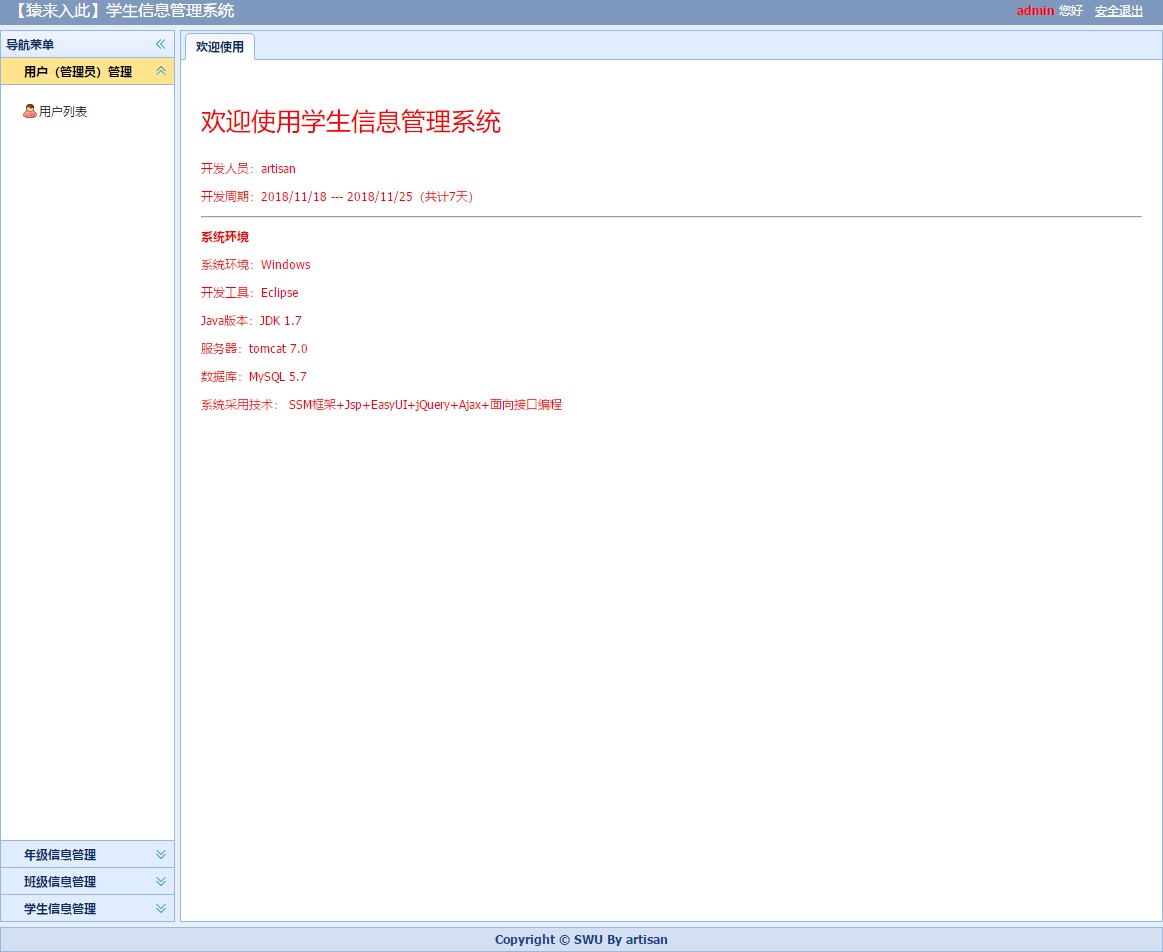 【猿来入此】学生信息管理系统
admin 您好 安全退出
导航菜单
用户（管理员）管理
用户列表
年级信息管理
班级信息管理
学生信息管理
欢迎使用
欢迎使用学生信息管理系统
开发人员：artisan
开发周期：2018/11/18 --- 2018/11/25（共计7天）
系统环境
系统环境：Windows
开发工具：Eclipse
Java版本：JDK 1.7
服务器：tomcat 7.0
数据库：MySQL 5.7
系统采用技术： SSM框架+Jsp+EasyUI+jQuery+Ajax+面向接口编程
Copyright © SWU By artisan